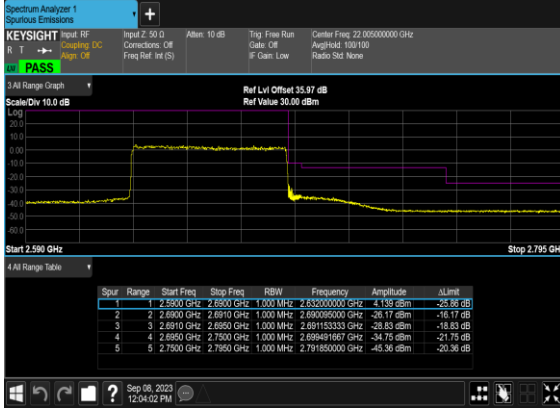 Spectrum Analyzer 1
Spurious Emissions
+
KEYSIGHT Input: RF Input Z: 50 Ω Atten: 10 dB Trig: Free Run Center Freq: 22.005000000 GHz
R T Coupling: DC Corrections: Off Gate: Off Avg|Hold: 100/100
Align: Off Freq Ref: Int (S) IF Gain: Low Radio Std: None
PASS
3 All Range Graph
Ref Lvl Offset 35.97 dB
Scale/Div 10.0 dB Ref Value 30.00 dBm
Log
20.0
10.0
0.00
-10.0
-20.0
-30.0
-40.0
-50.0
-60.0
Start 2.590 GHz Stop 2.795 GH
4 All Range Table
Spur Range Start Freq Stop Freq RBW Frequency Amplitude ΔLimit
1 1 2.5900 GHz 2.6900 GHz 1.000 MHz 2.632000000 GHz 4.139 dBm -25.86 dB
2 2 2.6900 GHz 2.6910 GHz 1.000 MHz 2.690095000 GHz -26.17 dBm -16.17 dB
3 3 2.6910 GHz 2.6950 GHz 1.000 MHz 2.691153333 GHz -28.83 dBm -18.83 dB
4 4 2.6950 GHz 2.7500 GHz 1.000 MHz 2.699491667 GHz -34.75 dBm -21.75 dB
5 5 2.7500 GHz 2.7950 GHz 1.000 MHz 2.791850000 GHz -45.36 dBm -20.36 dB
? Sep 08, 2023
12:04:02 PM